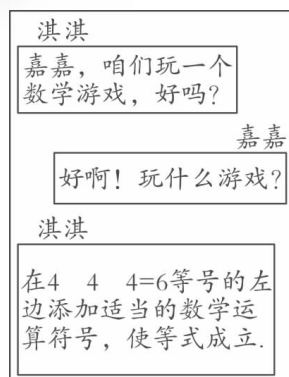 淇淇
嘉嘉，咱们玩一个
数学游戏，好吗？
嘉嘉
好啊！玩什么游戏？
淇淇
在4 4 4=6等号的左
边添加适当的数学运
算符号，使等式成立.